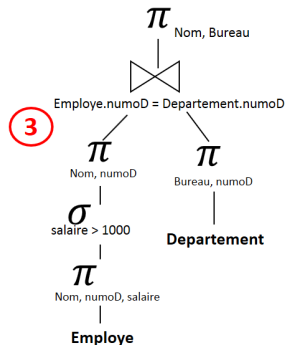 π
Nom, Bureau
Employe.numoD = Departement.numoD
3
π
Nom, numoD
π
Bureau, numoD
σ
salaire > 1000
Departement
π
Nom, numoD, salaire
Employe